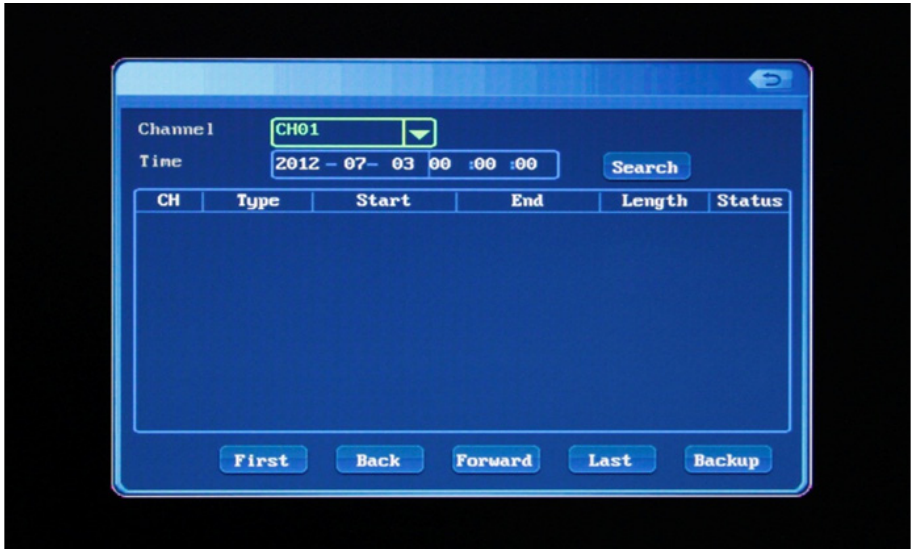 Channel CH01
Time 2012 - 07- 03 00 :00 :00 Search
CH Type Start End Length Status
First Back Forward Last Backup